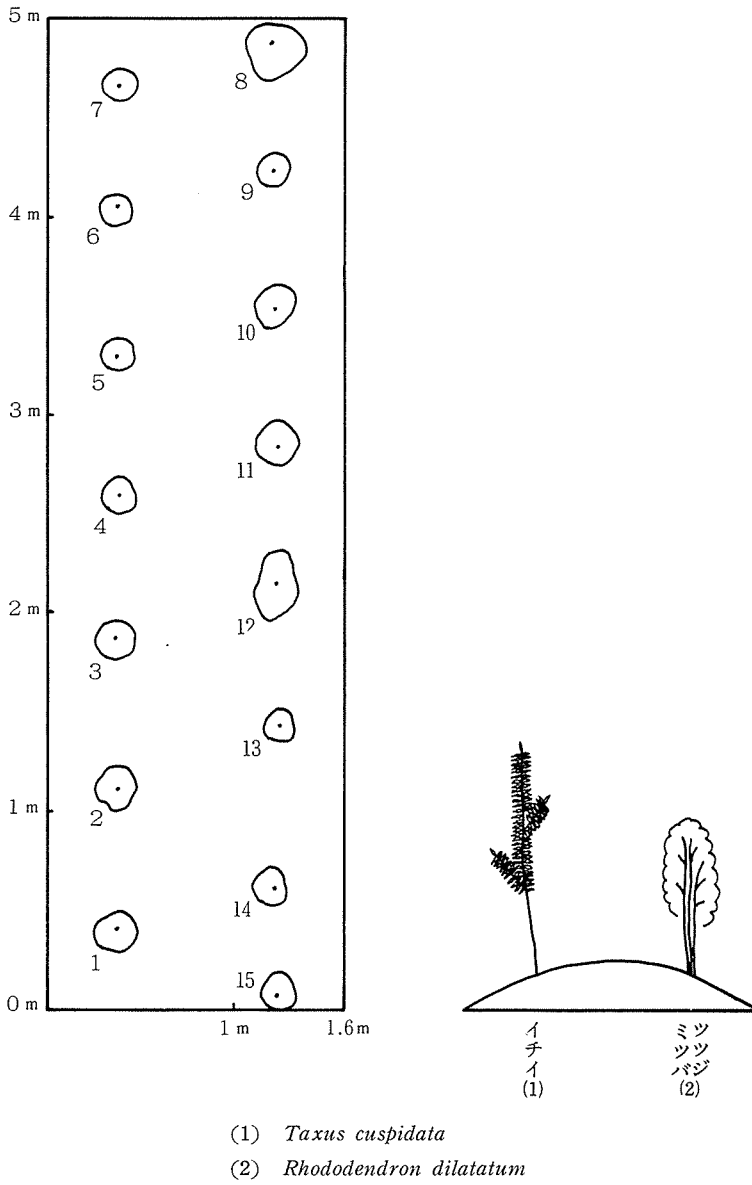 5 m
8
7
9
4 m
6
10
5
3 m
11
4
2 m
12
3
13
1 m
2
14
1
15
0 m
1 m
1.6 m
イチイ
(1)
ミツバ
ツツジ
(2)
(1) Taxus cuspidata
(2) Rhododendron dilatatum